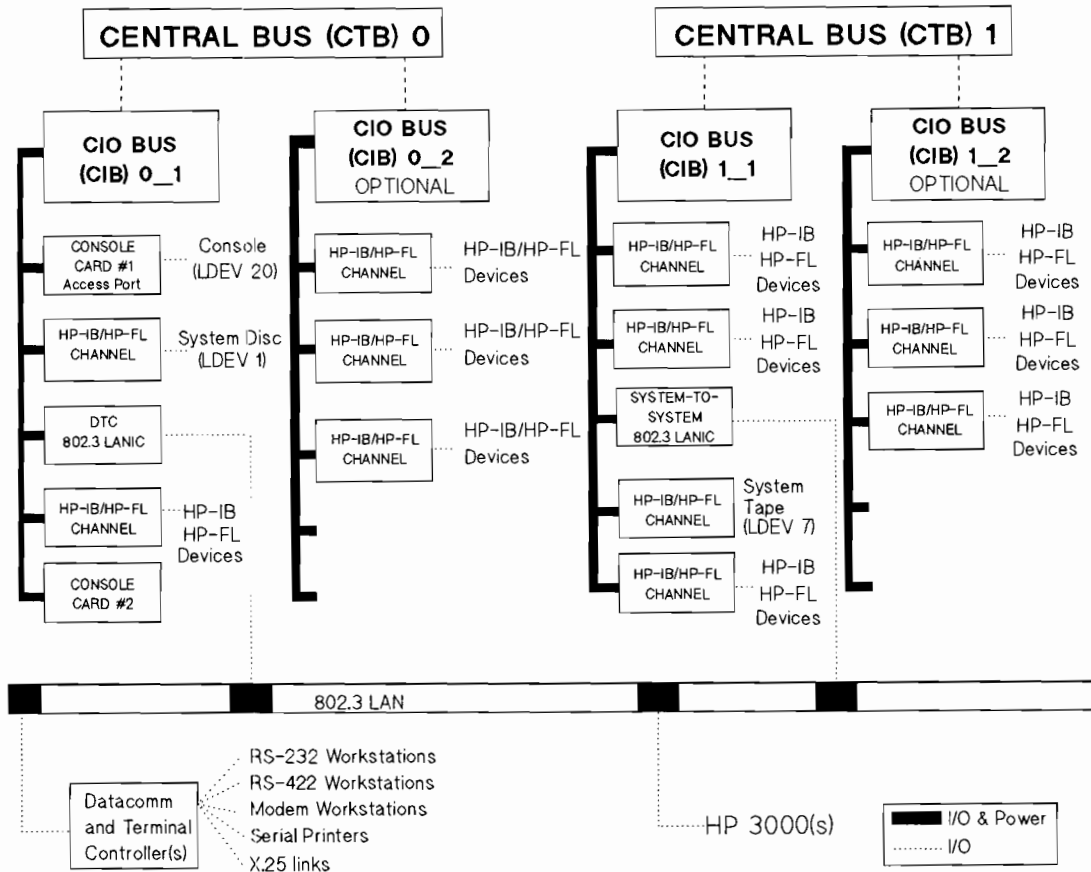 CENTRAL BUS (CTB) 0
CENTRAL BUS (CTB) 1
CIO BUS
(CIB) 0__1
CIO BUS
(CIB) 0__2
OPTIONAL
CIO BUS
(CIB) 1__1
CIO BUS
(CIB) 1__2
OPTIONAL
CONSOLE
CARD #1
Access Port
Console
(LDEV 20)
HP-IB/HP-FL
CHANNEL
System Disc
(LDEV 1)
DTC
802.3 LANIC
HP-IB/HP-FL
CHANNEL
HP-IB
HP-FL
Devices
CONSOLE
CARD #2
HP-IB/HP-FL
CHANNEL
HP-IB/HP-FL
Devices
HP-IB/HP-FL
CHANNEL
HP-IB/HP-FL
Devices
HP-IB/HP-FL
CHANNEL
HP-IB/HP-FL
Devices
HP-IB/HP-FL
CHANNEL
HP-IB
HP-FL
Devices
HP-IB/HP-FL
CHANNEL
HP-IB
HP-FL
Devices
SYSTEM-TO-
SYSTEM
802.3 LANIC
HP-IB/HP-FL
CHANNEL
System
Tape
(LDEV 7)
HP-IB/HP-FL
CHANNEL
HP-IB
HP-FL
Devices
HP-IB/HP-FL
CHANNEL
HP-IB
HP-FL
Devices
HP-IB/HP-FL
CHANNEL
HP-IB
HP-FL
Devices
HP-IB/HP-FL
CHANNEL
HP-IB
HP-FL
Devices
802.3 LAN
Datacomm
and Terminal
Controller(s)
RS-232 Workstations
RS-422 Workstations
Modem Workstations
Serial Printers
X.25 links
HP 3000(s)
I/O & Power
I/O